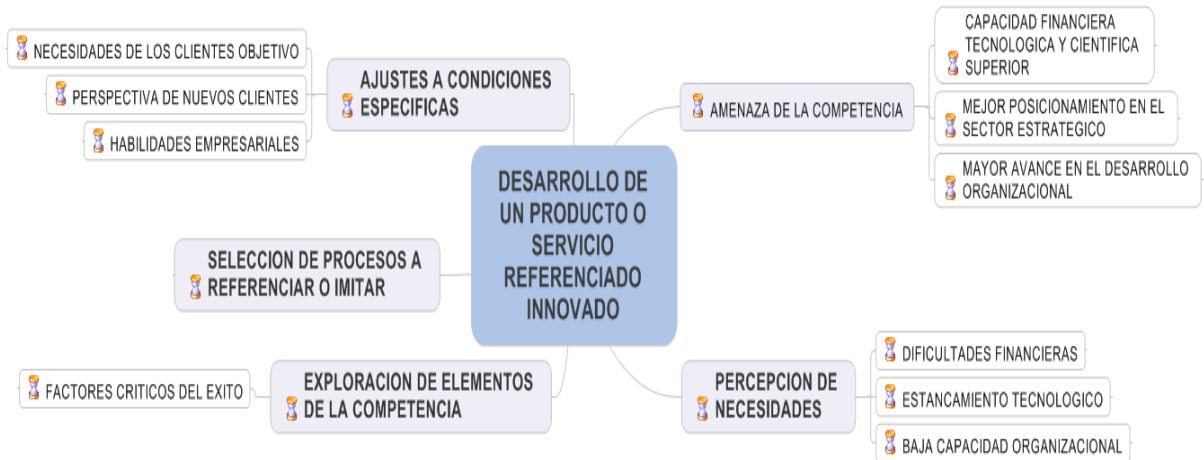 NECESIDADES DE LOS CLIENTES OBJETIVO
PERSPECTIVA DE NUEVOS CLIENTES
HABILIDADES EMPRESARIALES
AJUSTES A CONDICIONES
ESPECIFICAS
SELECCION DE PROCESOS A
REFERENCIAR O IMITAR
FACTORES CRITICOS DEL EXITO
EXPLORACION DE ELEMENTOS
DE LA COMPETENCIA
DESARROLLO DE
UN PRODUCTO O
SERVICIO
REFERENCIADO
INNOVADO
AMENAZA DE LA COMPETENCIA
CAPACIDAD FINANCIERA
TECNOLOGICA Y CIENTIFICA
SUPERIOR
MEJOR POSICIONAMIENTO EN EL
SECTOR ESTRATEGICO
MAYOR AVANCE EN EL DESARROLLO
ORGANIZACIONAL
PERCEPCION DE
NECESIDADES
DIFICULTADES FINANCIERAS
ESTANCAMIENTO TECNOLOGICO
BAJA CAPACIDAD ORGANIZACIONAL